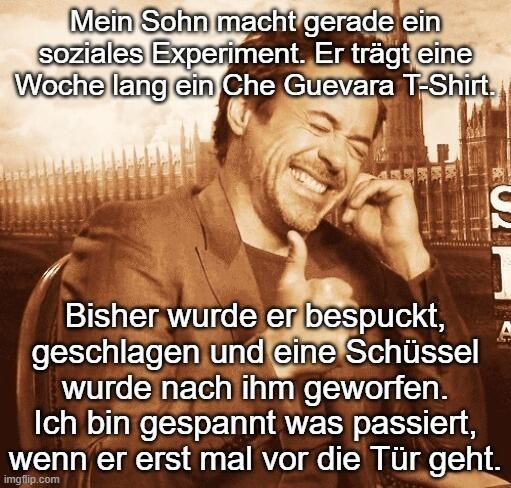 Mein Sohn macht gerade ein
soziales Experiment. Er trägt eine
Woche lang ein Che Guevara T-Shirt.
S
Bisher wurde er bespuckt,
geschlagen und eine Schüssel
wurde nach ihm geworfen.
Ich bin gespannt was passiert,
wenn er erst mal vor die Tür geht.
imgflip.com